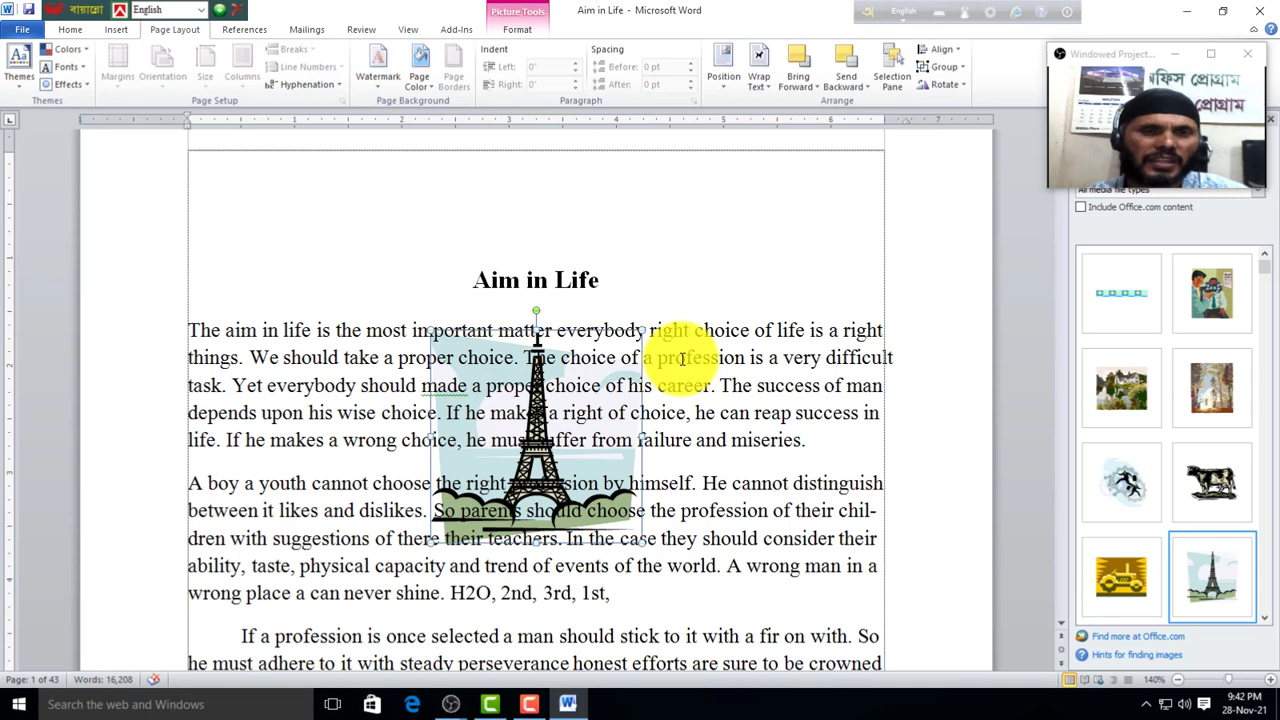 বায়ান্নো
English
Aim in Life - Microsoft Word
Picture Tools
English
File
Home
Insert
Page Layout
References
Mailings
Review
View
Add-Ins
Format
Themes
Colors
Fonts
Effects
Themes
Margins
Orientation
Size
Columns
Breaks
Line Numbers
Hyphenation
Page Setup
Watermark
Page Color
Page Borders
Page Background
Indent
Left: 0"
Right: 0"
Spacing
Before: 0 pt
After: 0 pt
Paragraph
Position
Wrap Text
Bring Forward
Send Backward
Selection Pane
Align
Group
Rotate
Arrange
Windowed Project...
ফিস প্রোগ্রাম
প্রোগ্রাম
All media file types
Include Office.com content
Aim in Life
The aim in life is the most important matter everybody right choice of life is a right
things. We should take a proper choice. The choice of a profession is a very difficult
task. Yet everybody should made a proper choice of his career. The success of man
depends upon his wise choice. If he make a right of choice, he can reap success in
life. If he makes a wrong choice, he must suffer from failure and miseries.
A boy a youth cannot choose the right profession by himself. He cannot distinguish
between it likes and dislikes. So parents should choose the profession of their chil-
dren with suggestions of there their teachers. In the case they should consider their
ability, taste, physical capacity and trend of events of the world. A wrong man in a
wrong place a can never shine. H2O, 2nd, 3rd, 1st,
If a profession is once selected a man should stick to it with a fir on with. So
he must adhere to it with steady perseverance honest efforts are sure to be crowned
Find more at Office.com
Hints for finding images
Page: 1 of 43
Words: 16,208
140%
Search the web and Windows
9:42 PM
28-Nov-21